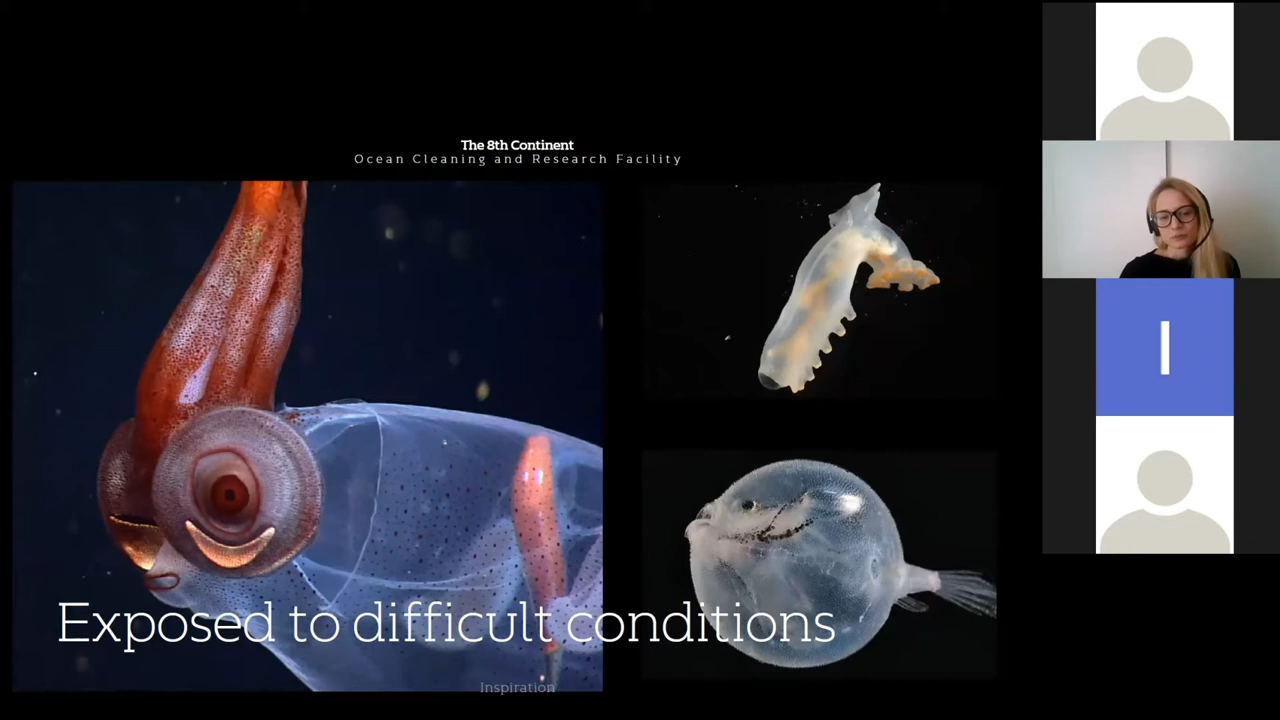 The 8th Continent
Ocean Cleaning and Research Facility
Exposed to difficult conditions
Inspiration
I